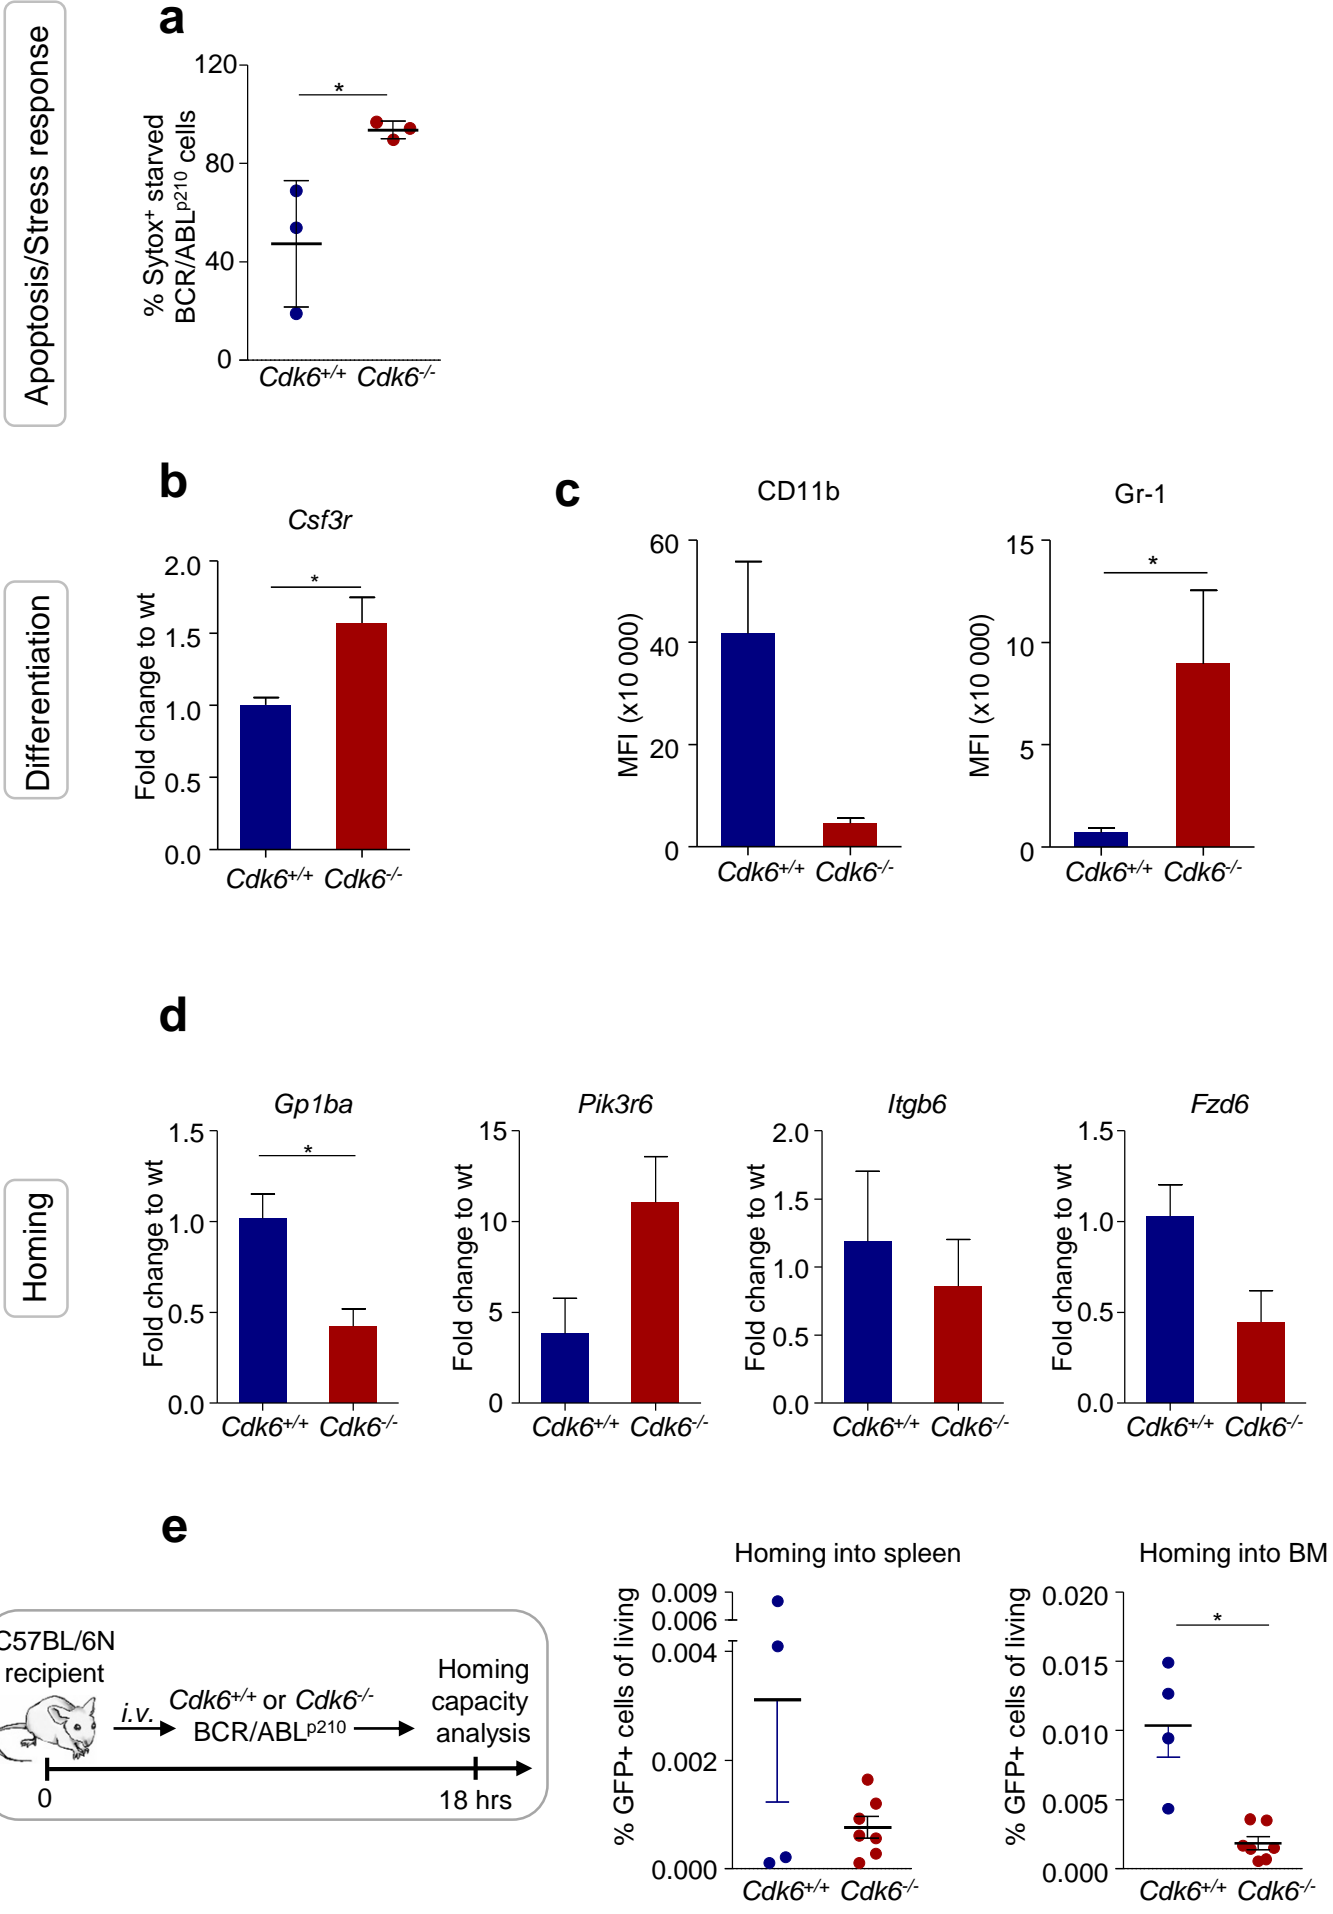 Apoptosis/Stress response
a
% Sytox⁺ starved
BCR/ABLᵖ²¹⁰ cells
120
80
40
0
*
Cdk6⁺/⁺ Cdk6⁻/⁻
Differentiation
b
Csf3r
Fold change to wt
2.0
1.5
1.0
0.5
0.0
*
Cdk6⁺/⁺ Cdk6⁻/⁻
c
CD11b
MFI (x10 000)
60
40
20
0
Cdk6⁺/⁺ Cdk6⁻/⁻
Gr-1
MFI (x10 000)
15
10
5
0
*
Cdk6⁺/⁺ Cdk6⁻/⁻
Homing
d
Gp1ba
Fold change to wt
1.5
1.0
0.5
0.0
*
Cdk6⁺/⁺ Cdk6⁻/⁻
Pik3r6
Fold change to wt
15
10
5
0
Cdk6⁺/⁺ Cdk6⁻/⁻
Itgb6
Fold change to wt
2.0
1.5
1.0
0.5
0.0
Cdk6⁺/⁺ Cdk6⁻/⁻
Fzd6
Fold change to wt
1.5
1.0
0.5
0.0
Cdk6⁺/⁺ Cdk6⁻/⁻
e
C57BL/6N
recipient
i.v.
Cdk6⁺/⁺ or Cdk6⁻/⁻
BCR/ABLᵖ²¹⁰
Homing
capacity
analysis
0
18 hrs
Homing into spleen
% GFP+ cells of living
0.009
0.006
0.004
0.002
0.000
Cdk6⁺/⁺ Cdk6⁻/⁻
Homing into BM
% GFP+ cells of living
0.020
0.015
0.010
0.005
0.000
*
Cdk6⁺/⁺ Cdk6⁻/⁻